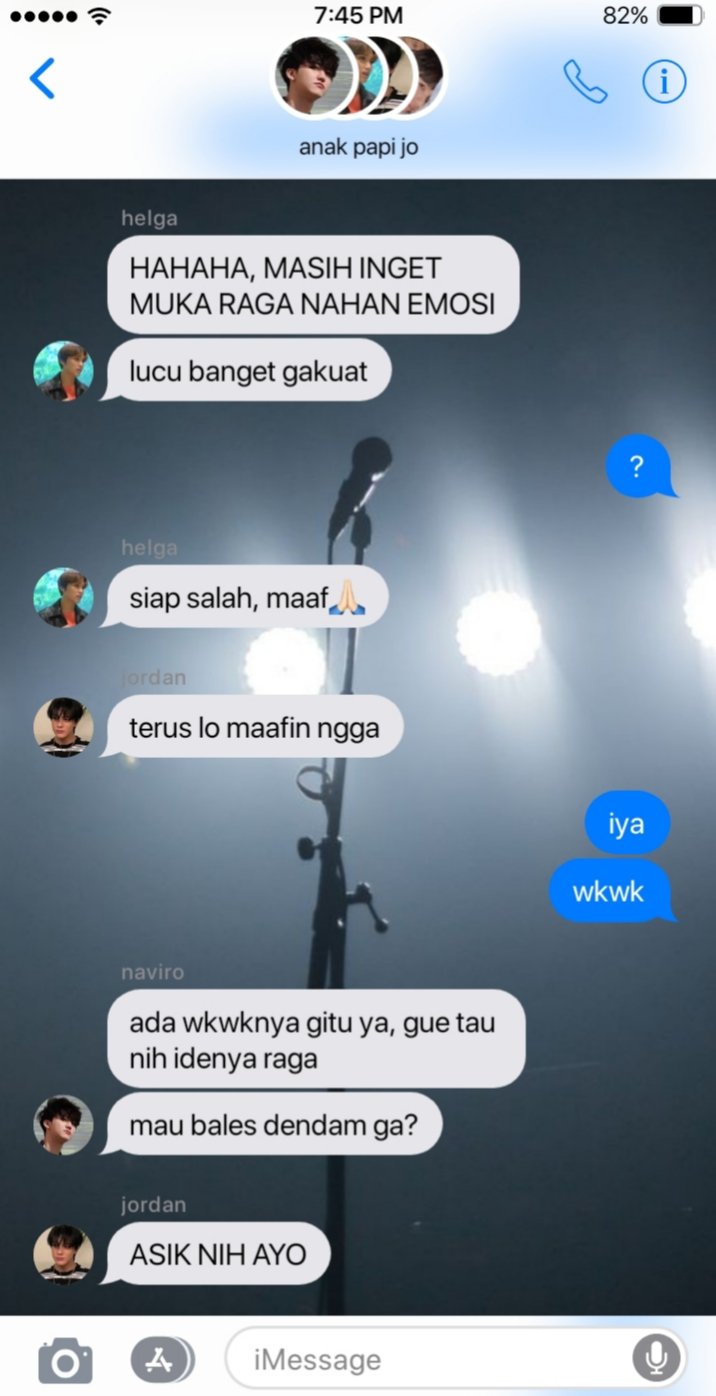 7:45 PM
82%
anak papi jo
helga
HAHAHA, MASIH INGET
MUKA RAGA NAHAN EMOSI
lucu banget gakuat
?
helga
siap salah, maaf🙏🏻
jordan
terus lo maafin ngga
iya
wkwk
naviro
ada wkwknya gitu ya, gue tau
nih idenya raga
mau bales dendam ga?
jordan
ASIK NIH AYO
iMessage